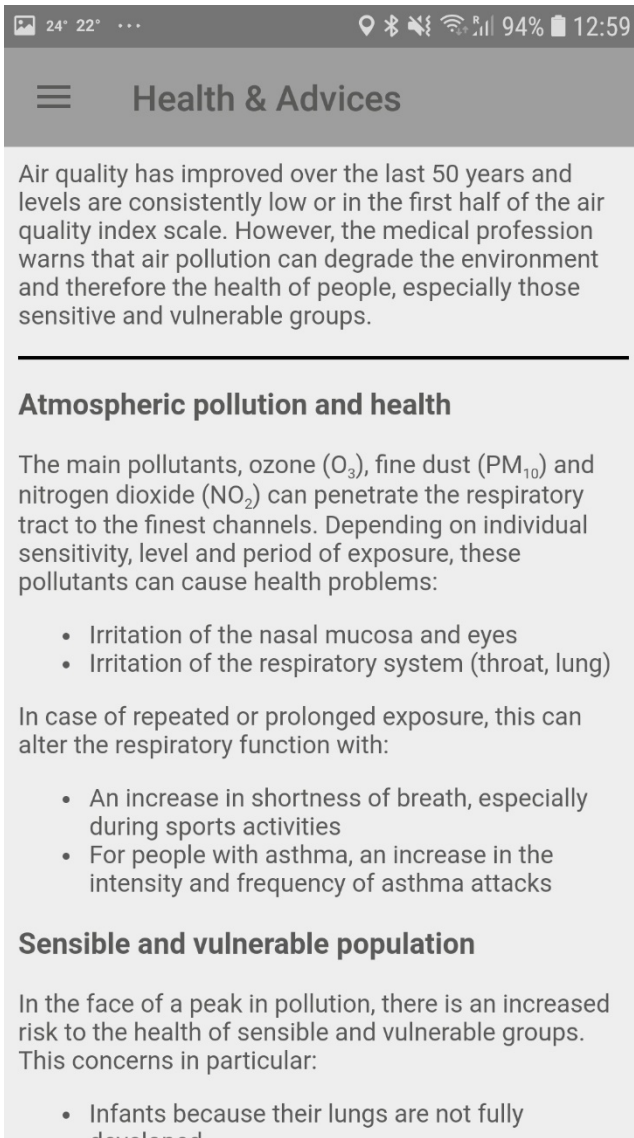 24° 22° ... R 94% 12:59
Health & Advices
Air quality has improved over the last 50 years and
levels are consistently low or in the first half of the air
quality index scale. However, the medical profession
warns that air pollution can degrade the environment
and therefore the health of people, especially those
sensitive and vulnerable groups.
Atmospheric pollution and health
The main pollutants, ozone (O₃), fine dust (PM₁₀) and
nitrogen dioxide (NO₂) can penetrate the respiratory
tract to the finest channels. Depending on individual
sensitivity, level and period of exposure, these
pollutants can cause health problems:
• Irritation of the nasal mucosa and eyes
• Irritation of the respiratory system (throat, lung)
In case of repeated or prolonged exposure, this can
alter the respiratory function with:
• An increase in shortness of breath, especially
during sports activities
• For people with asthma, an increase in the
intensity and frequency of asthma attacks
Sensible and vulnerable population
In the face of a peak in pollution, there is an increased
risk to the health of sensible and vulnerable groups.
This concerns in particular:
• Infants because their lungs are not fully
developed